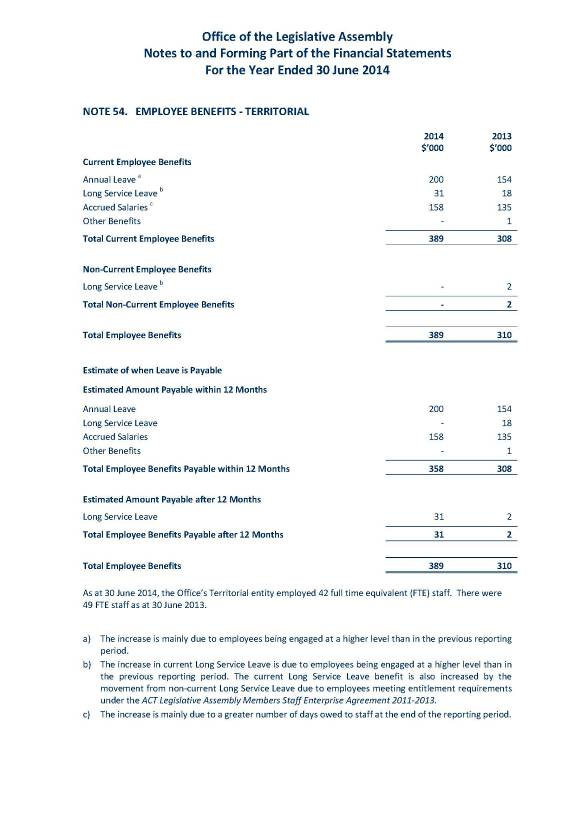 Office of the Legislative Assembly
Notes to and Forming Part of the Financial Statements
For the Year Ended 30 June 2014
NOTE 54. EMPLOYEE BENEFITS - TERRITORIAL
2014 2013
$'000 $'000
Current Employee Benefits
Annual Leave a 200 154
Long Service Leave b 31 18
Accrued Salaries c 158 135
Other Benefits - 1
Total Current Employee Benefits 389 308
Non-Current Employee Benefits
Long Service Leave b - 2
Total Non-Current Employee Benefits - 2
Total Employee Benefits 389 310
Estimate of when Leave is Payable
Estimated Amount Payable within 12 Months
Annual Leave 200 154
Long Service Leave - 18
Accrued Salaries 158 135
Other Benefits - 1
Total Employee Benefits Payable within 12 Months 358 308
Estimated Amount Payable after 12 Months
Long Service Leave 31 2
Total Employee Benefits Payable after 12 Months 31 2
Total Employee Benefits 389 310
As at 30 June 2014, the Office's Territorial entity employed 42 full time equivalent (FTE) staff. There were
49 FTE staff as at 30 June 2013.
a) The increase is mainly due to employees being engaged at a higher level than in the previous reporting
period.
b) The increase in current Long Service Leave is due to employees being engaged at a higher level than in
the previous reporting period. The current Long Service Leave benefit is also increased by the
movement from non-current Long Service Leave due to employees meeting entitlement requirements
under the ACT Legislative Assembly Members Staff Enterprise Agreement 2011-2013.
c) The increase is mainly due to a greater number of days owed to staff at the end of the reporting period.